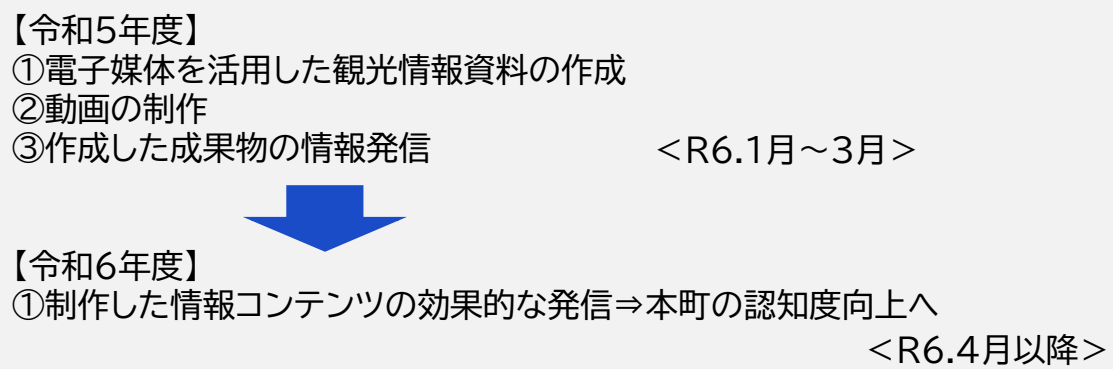 【令和5年度】
①電子媒体を活用した観光情報資料の作成
②動画の制作
③作成した成果物の情報発信　　　　　　　　＜R6.1月～3月＞
【令和6年度】
①制作した情報コンテンツの効果的な発信⇒本町の認知度向上へ
＜R6.4月以降＞